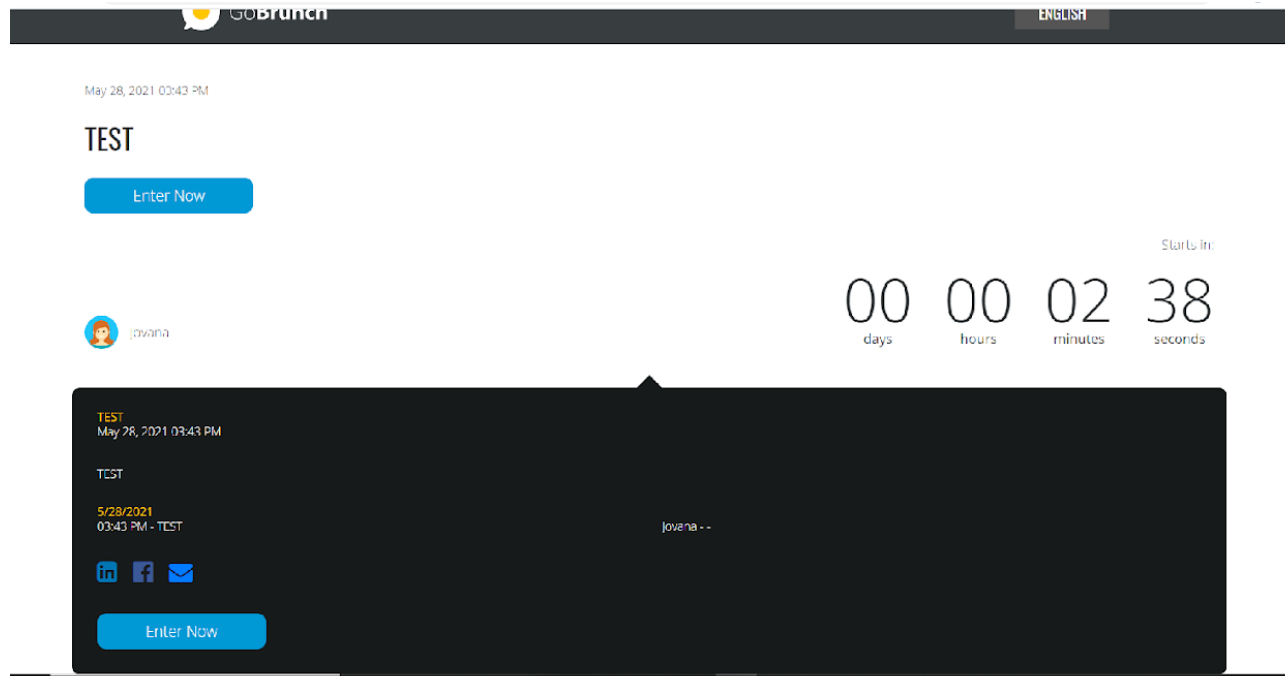 GoBrunch
ENGLISH
May 28, 2021 03:43 PM
TEST
Enter Now
Starts in:
00 00 02 38
days hours minutes seconds
jovana
TEST
May 28, 2021 03:43 PM
TEST
5/28/2021
03:43 PM - TEST
jovana - -
in f
Enter Now